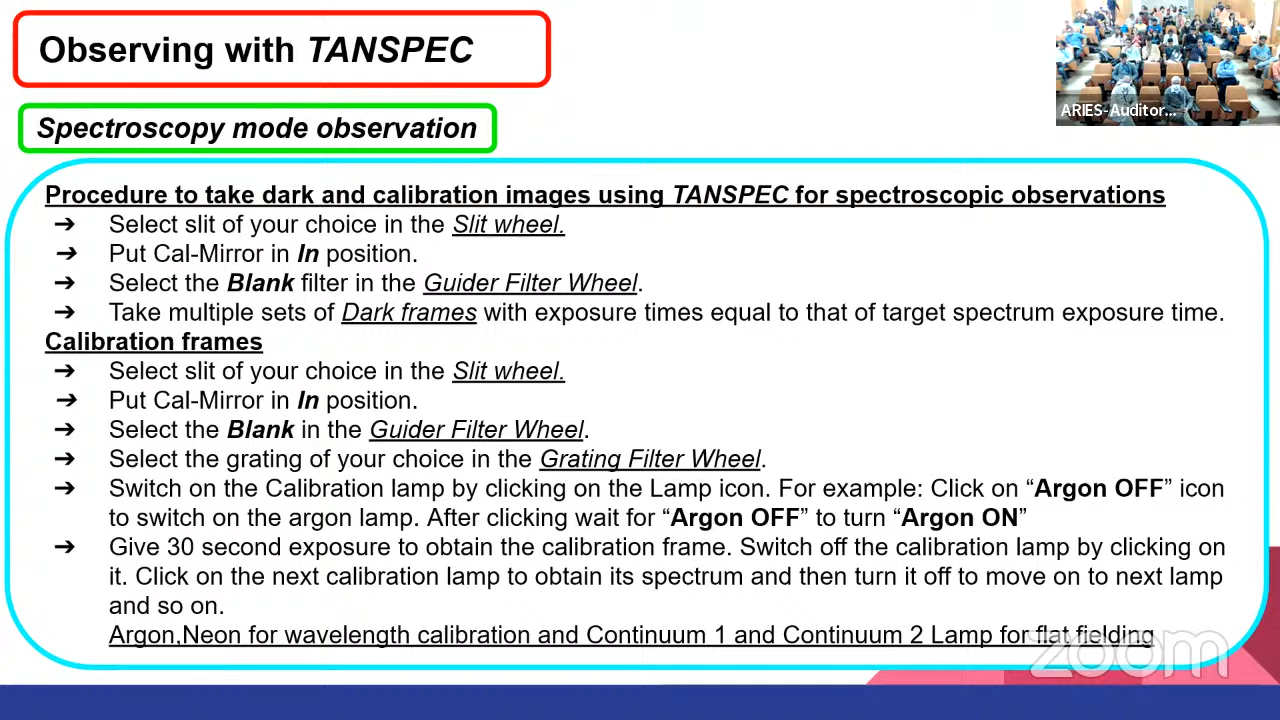 Observing with TANSPEC
ARIES-Auditor...
Spectroscopy mode observation
Procedure to take dark and calibration images using TANSPEC for spectroscopic observations
➔ Select slit of your choice in the Slit wheel.
➔ Put Cal-Mirror in In position.
➔ Select the Blank filter in the Guider Filter Wheel.
➔ Take multiple sets of Dark frames with exposure times equal to that of target spectrum exposure time.
Calibration frames
➔ Select slit of your choice in the Slit wheel.
➔ Put Cal-Mirror in In position.
➔ Select the Blank in the Guider Filter Wheel.
➔ Select the grating of your choice in the Grating Filter Wheel.
➔ Switch on the Calibration lamp by clicking on the Lamp icon. For example: Click on “Argon OFF” icon
to switch on the argon lamp. After clicking wait for “Argon OFF” to turn “Argon ON”
➔ Give 30 second exposure to obtain the calibration frame. Switch off the calibration lamp by clicking on
it. Click on the next calibration lamp to obtain its spectrum and then turn it off to move on to next lamp
and so on.
Argon,Neon for wavelength calibration and Continuum 1 and Continuum 2 Lamp for flat fielding
zoom